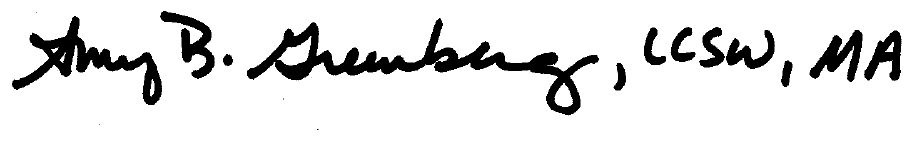 Amy B. Greenberg, LCSW, MA